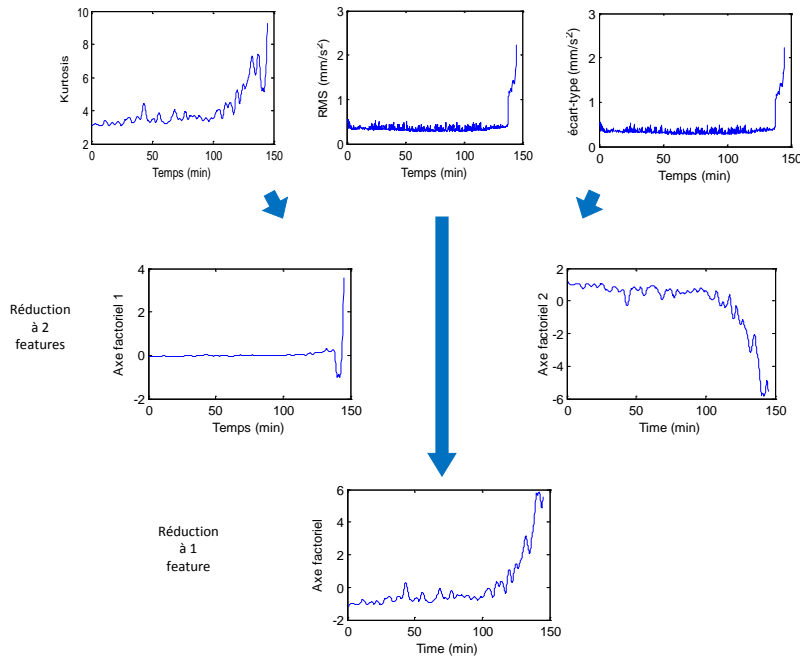 10
8
6
4
2
0
50
100
150
Kurtosis
Temps (min)
3
2
1
0
0
50
100
150
RMS (mm/s²)
Temps (min)
3
2
1
0
0
50
100
150
écart-type (mm/s²)
Temps (min)
Réduction
à 2
features
4
2
0
-2
0
50
100
150
Axe factoriel 1
Temps (min)
2
0
-2
-4
-6
0
50
100
150
Axe factoriel 2
Time (min)
Réduction
à 1
feature
6
4
2
0
-2
0
50
100
150
Axe factoriel
Time (min)